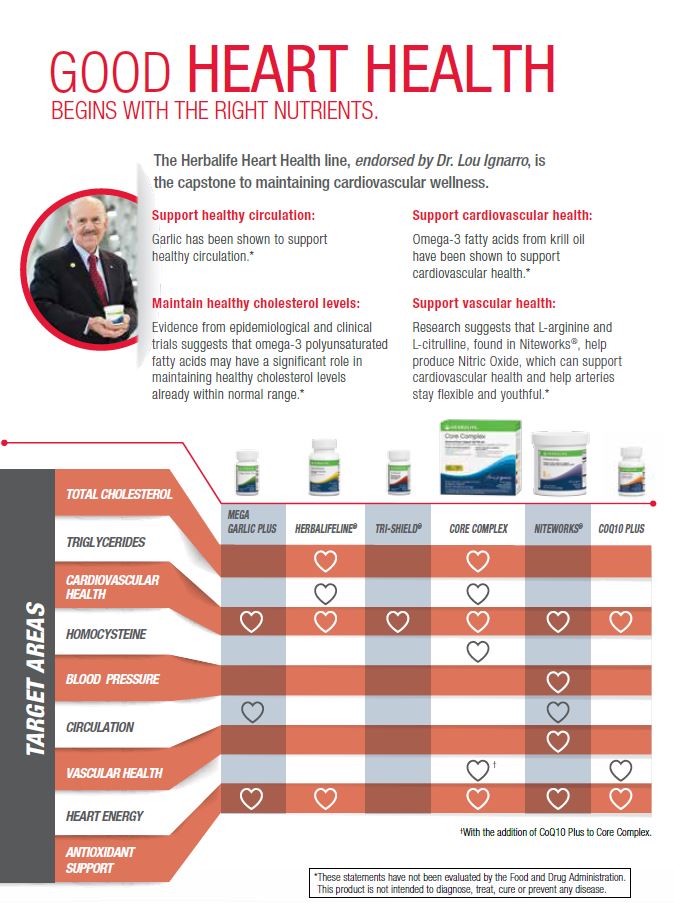 GOOD HEART HEALTH
BEGINS WITH THE RIGHT NUTRIENTS.
The Herbalife Heart Health line, endorsed by Dr. Lou Ignarro, is
the capstone to maintaining cardiovascular wellness.
Support healthy circulation:
Garlic has been shown to support
healthy circulation.*
Maintain healthy cholesterol levels:
Evidence from epidemiological and clinical
trials suggests that omega-3 polyunsaturated
fatty acids may have a significant role in
maintaining healthy cholesterol levels
already within normal range.*
Support cardiovascular health:
Omega-3 fatty acids from krill oil
have been shown to support
cardiovascular health.*
Support vascular health:
Research suggests that L-arginine and
L-citrulline, found in Niteworks®, help
produce Nitric Oxide, which can support
cardiovascular health and help arteries
stay flexible and youthful.*
HERBALIFE
Core Complex
MEGA
GARLIC PLUS
HERBALIFELINE®
TRI-SHIELD®
CORE COMPLEX
NITEWORKS®
COQ10 PLUS
TARGET AREAS
TOTAL CHOLESTEROL
TRIGLYCERIDES
CARDIOVASCULAR
HEALTH
HOMOCYSTEINE
BLOOD PRESSURE
CIRCULATION
VASCULAR HEALTH
†
HEART ENERGY
ANTIOXIDANT
SUPPORT
†With the addition of CoQ10 Plus to Core Complex.
*These statements have not been evaluated by the Food and Drug Administration.
This product is not intended to diagnose, treat, cure or prevent any disease.